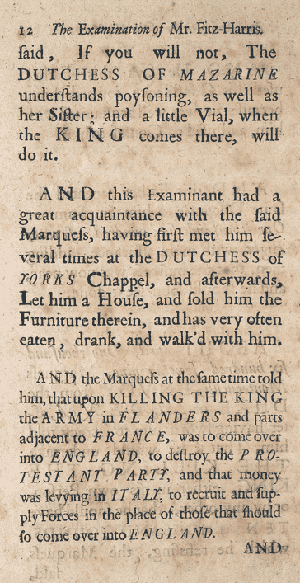 12 The Examination of Mr. Fitz-Harris.
said, If you will not, The
DUTCHESS OF MAZARINE
understands poysoning, as well as
her Sister; and a little Vial, when
the KING comes there, will
do it.
AND this Examinant had a
great acquaintance with the said
Marquess, having first met him se-
veral times at the DUTCHESS of
YORKS Chappel, and afterwards,
Let him a House, and sold him the
Furniture therein, and has very often
eaten, drank, and walk'd with him.
AND the Marquess at the same time told
him, that upon KILLING THE KING
the ARMY in FLANDERS and parts
adjacent to FRANCE, was to come over
into ENGLAND, to destroy the PRO-
TESTANT PARTY, and that money
was levying in ITALY, to recruit and sup-
ply Forces in the place of those that should
so come over into ENGLAND.
AND